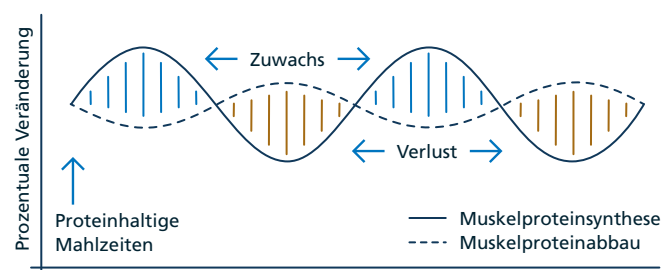 Prozentuale Veränderung
Zuwachs
Verlust
Proteinhaltige
Mahlzeiten
Muskelproteinsynthese
Muskelproteinabbau